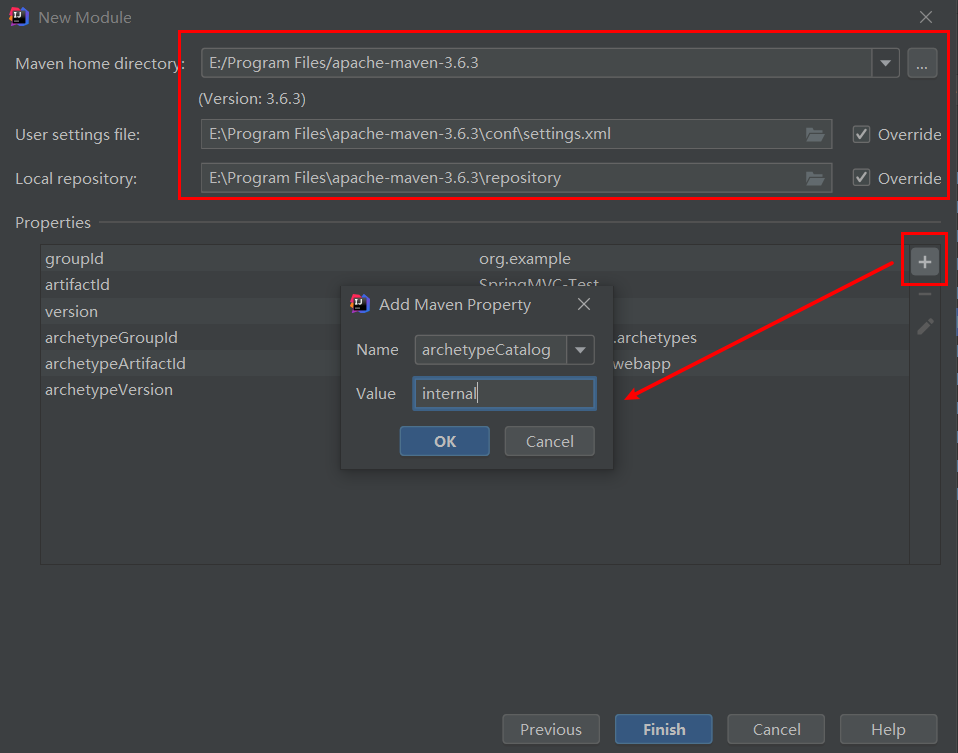 New Module
Maven home directory: E:/Program Files/apache-maven-3.6.3 ...
(Version: 3.6.3)
User settings file: E:\Program Files\apache-maven-3.6.3\conf\settings.xml Override
Local repository: E:\Program Files\apache-maven-3.6.3\repository Override
Properties
groupId org.example
artifactId SpringMVC-Test
version
archetypeGroupId .archetypes
archetypeArtifactId webapp
archetypeVersion
Add Maven Property
Name archetypeCatalog
Value internal
OK Cancel
Previous Finish Cancel Help